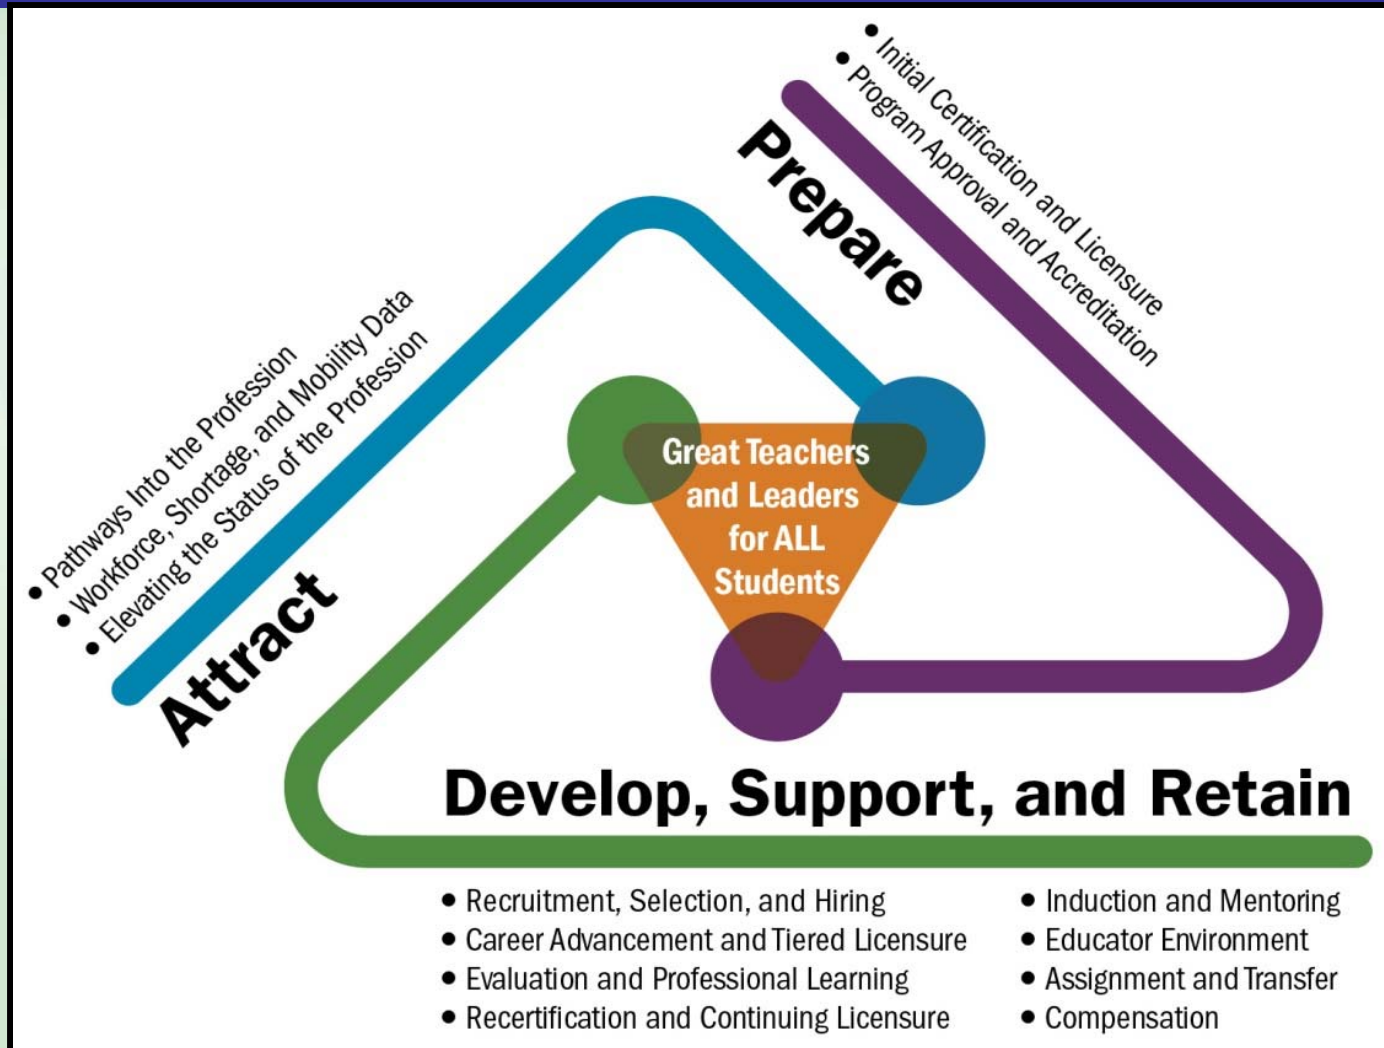 • Pathways Into the Profession
• Workforce, Shortage, and Mobility Data
• Elevating the Status of the Profession
Attract
• Initial Certification and Licensure
• Program Approval and Accreditation
Prepare
Great Teachers
and Leaders
for ALL
Students
Develop, Support, and Retain
• Recruitment, Selection, and Hiring
• Career Advancement and Tiered Licensure
• Evaluation and Professional Learning
• Recertification and Continuing Licensure
• Induction and Mentoring
• Educator Environment
• Assignment and Transfer
• Compensation